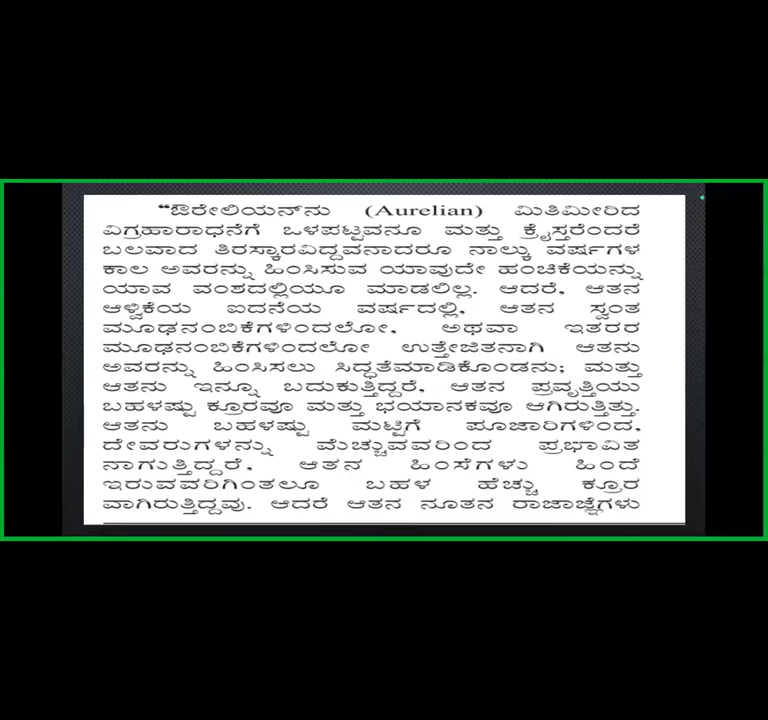 “ಔರೇಲಿಯನ್‌ನು (Aurelian) ಮಿತಿಮೀರಿದ
ವಿಗ್ರಹಾರಾಧನೆಗೆ ಒಳಪಟ್ಟವನೂ ಮತ್ತು ಕ್ರೈಸ್ತರೆಂದರೆ
ಬಲವಾದ ತಿರಸ್ಕಾರವಿದ್ದವನಾದರೂ ನಾಲ್ಕು ವರ್ಷಗಳ
ಕಾಲ ಅವರನ್ನು ಹಿಂಸಿಸುವ ಯಾವುದೇ ಹಂಚಿಕೆಯನ್ನು
ಯಾವ ವಂಶದಲ್ಲಿಯೂ ಮಾಡಲಿಲ್ಲ. ಆದರೆ, ಆತನ
ಆಳ್ವಿಕೆಯ ಐದನೆಯ ವರ್ಷದಲ್ಲಿ, ಆತನ ಸ್ವಂತ
ಮೂಢನಂಬಿಕೆಗಳಿಂದಲೋ, ಅಥವಾ ಇತರರ
ಮೂಢನಂಬಿಕೆಗಳಿಂದಲೋ ಉತ್ತೇಜಿತನಾಗಿ ಆತನು
ಅವರನ್ನು ಹಿಂಸಿಸಲು ಸಿದ್ಧತೆಮಾಡಿಕೊಂಡನು; ಮತ್ತು
ಆತನು ಇನ್ನೂ ಬದುಕುತ್ತಿದ್ದರೆ, ಆತನ ಪ್ರವೃತ್ತಿಯು
ಬಹಳಷ್ಟು ಕ್ರೂರವೂ ಮತ್ತು ಭಯಾನಕವೂ ಆಗಿರುತ್ತಿತ್ತು.
ಆತನು ಬಹಳಷ್ಟು ಮಟ್ಟಿಗೆ ಪೂಜಾರಿಗಳಿಂದ,
ದೇವರುಗಳನ್ನು ಮೆಚ್ಚುವವರಿಂದ ಪ್ರಭಾವಿತ
ನಾಗುತ್ತಿದ್ದರೆ, ಆತನ ಹಿಂಸೆಗಳು ಹಿಂದೆ
ಇರುವವರಿಗಿಂತಲೂ ಬಹಳ ಹೆಚ್ಚು ಕ್ರೂರ
ವಾಗಿರುತ್ತಿದ್ದವು. ಆದರೆ ಆತನ ನೂತನ ರಾಜಾಜ್ಞೆಗಳು